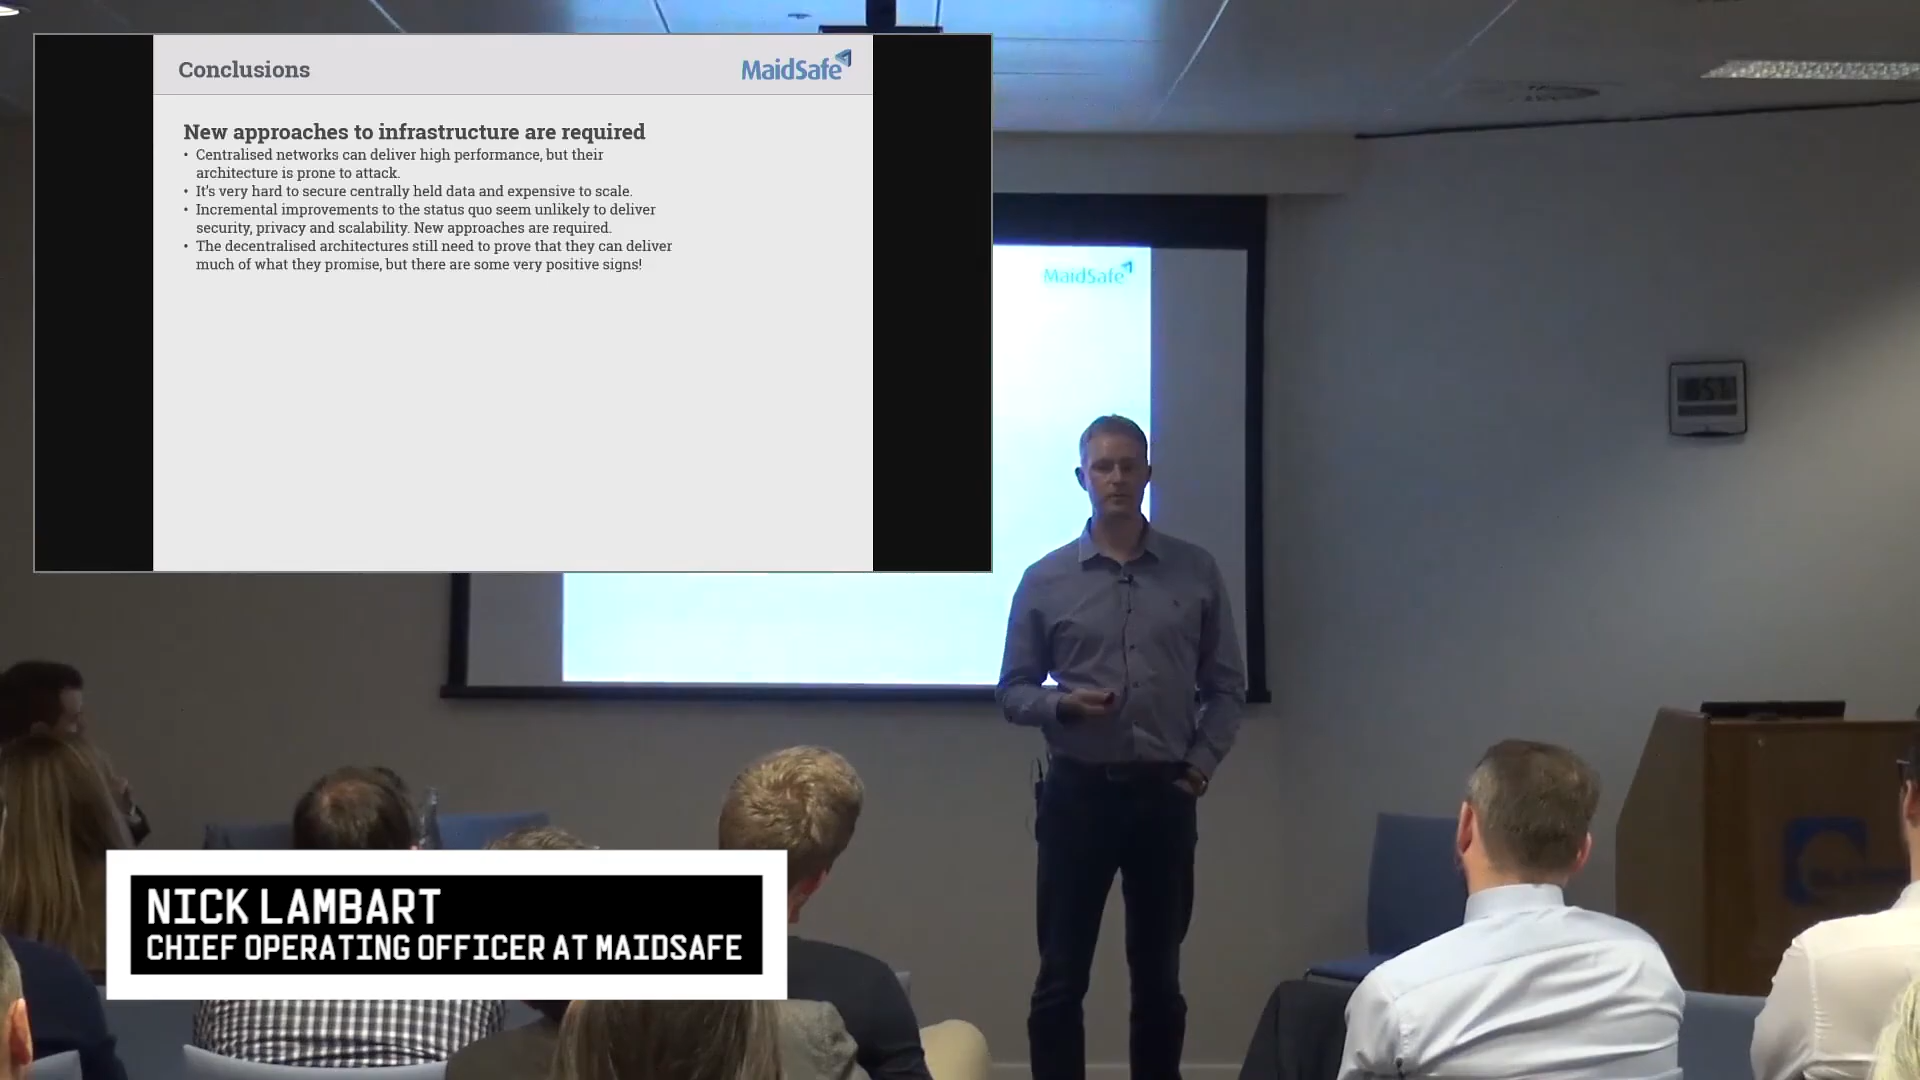 Conclusions
MaidSafe
New approaches to infrastructure are required
• Centralised networks can deliver high performance, but their
architecture is prone to attack.
• It's very hard to secure centrally held data and expensive to scale.
• Incremental improvements to the status quo seem unlikely to deliver
security, privacy and scalability. New approaches are required.
• The decentralised architectures still need to prove that they can deliver
much of what they promise, but there are some very positive signs!
MaidSafe
NICK LAMBART
CHIEF OPERATING OFFICER AT MAIDSAFE